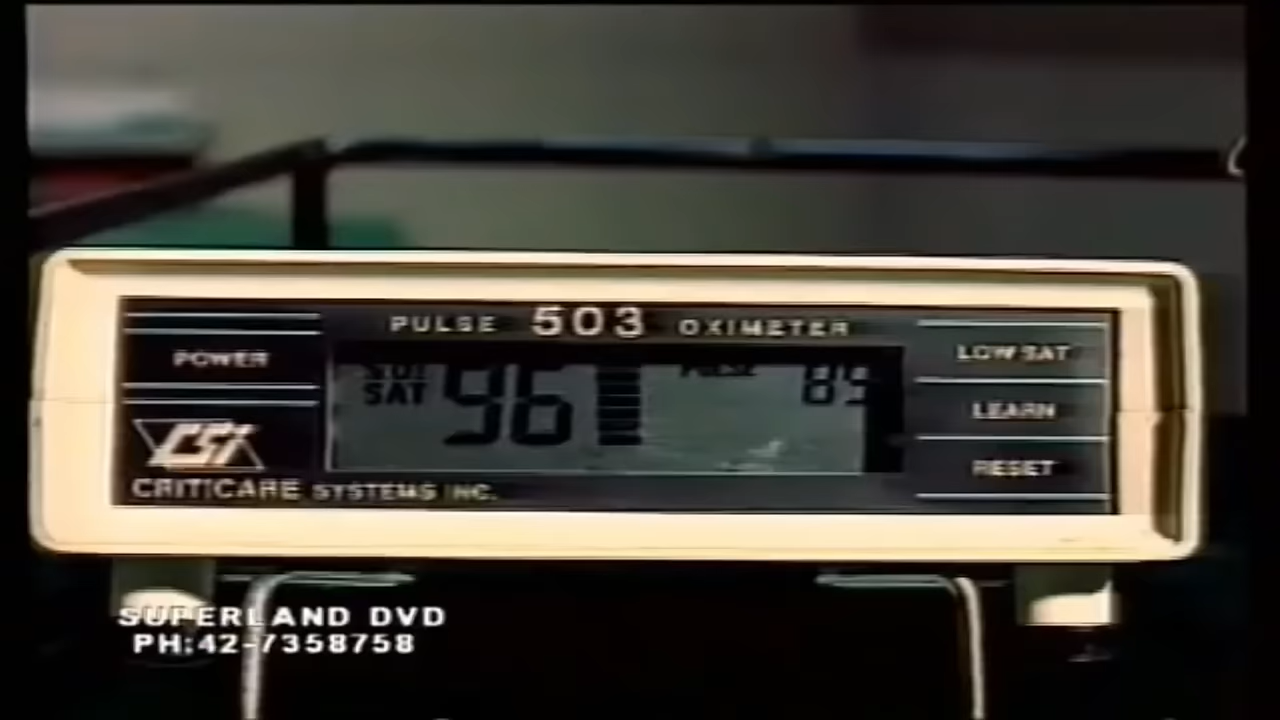 PULSE 503 OXIMETER
POWER
LOW SAT
SAT 96
PULSE 89
LEARN
CSI
RESET
CRITICARE SYSTEMS INC.
SUPERLAND DVD
PH:42-7358758